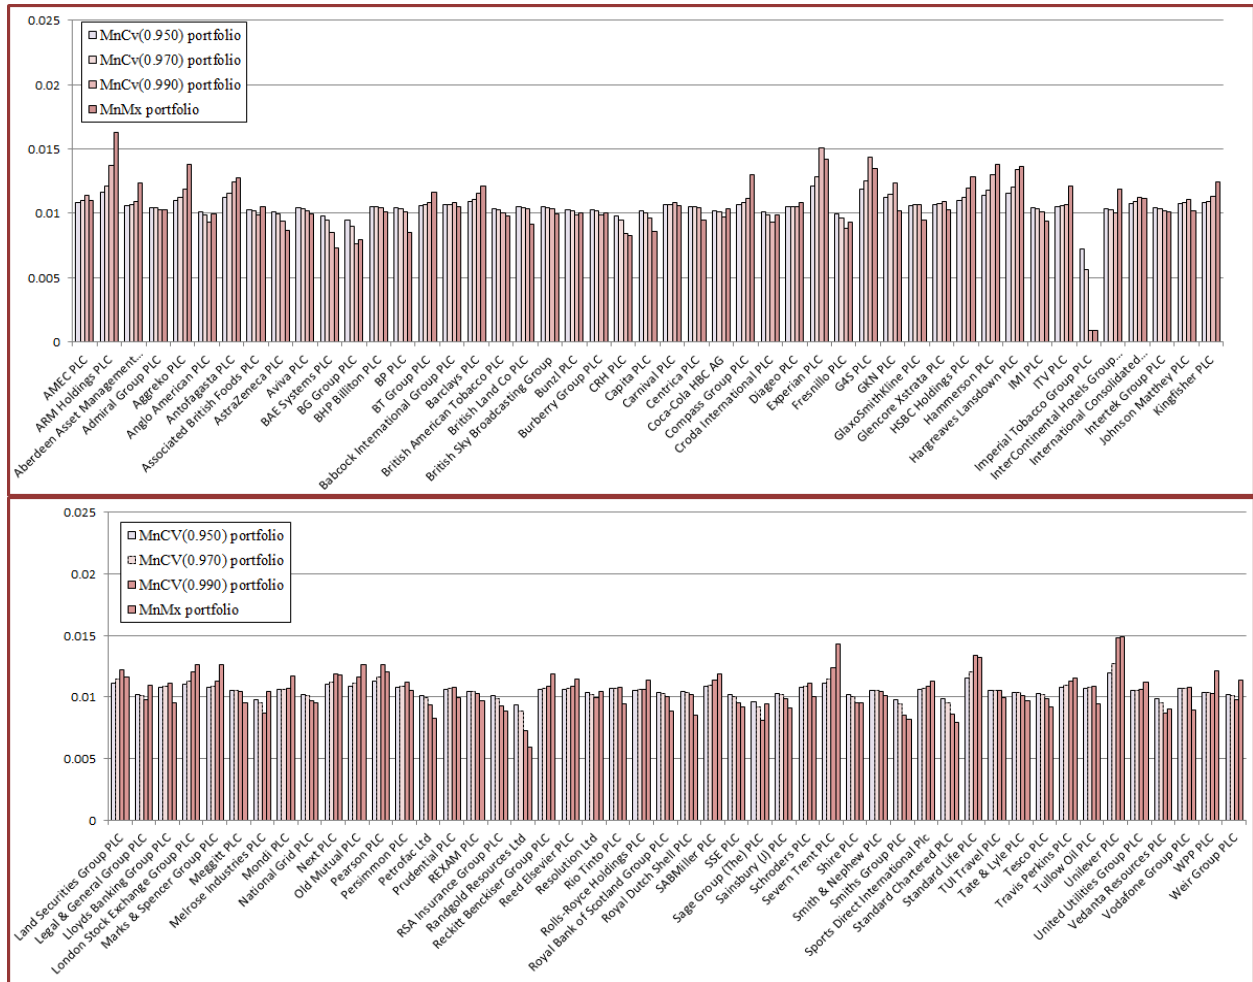 0.025
0.02
0.015
0.01
0.005
0
MnCv(0.950) portfolio
MnCv(0.970) portfolio
MnCv(0.990) portfolio
MnMx portfolio
AMEC PLC
ARM Holdings PLC
Aberdeen Asset Management...
Admiral Group PLC
Aggreko PLC
Anglo American PLC
Antofagasta PLC
Associated British Foods PLC
AstraZeneca PLC
Aviva PLC
BAE Systems PLC
BG Group PLC
BHP Billiton PLC
BP PLC
BT Group PLC
Babcock International Group PLC
Barclays PLC
British American Tobacco PLC
British Land Co PLC
British Sky Broadcasting Group
Bunzl PLC
Burberry Group PLC
CRH PLC
Capita PLC
Carnival PLC
Centrica PLC
Coca-Cola HBC AG
Compass Group PLC
Croda International PLC
Diageo PLC
Experian PLC
Fresnillo PLC
G4S PLC
GKN PLC
GlaxoSmithKline PLC
Glencore Xstrata PLC
HSBC Holdings PLC
Hammerson PLC
Hargreaves Lansdown PLC
IMI PLC
ITV PLC
Imperial Tobacco Group PLC
InterContinental Hotels Group...
International Consolidated...
Intertek Group PLC
Johnson Matthey PLC
Kingfisher PLC
0.025
0.02
0.015
0.01
0.005
0
MnCV(0.950) portfolio
MnCV(0.970) portfolio
MnCV(0.990) portfolio
MnMx portfolio
Land Securities Group PLC
Legal & General Group PLC
Lloyds Banking Group PLC
London Stock Exchange Group PLC
Marks & Spencer Group PLC
Meggitt PLC
Melrose Industries PLC
Mondi PLC
National Grid PLC
Next PLC
Old Mutual PLC
Pearson PLC
Persimmon PLC
Petrofac Ltd
Prudential PLC
REXAM PLC
RSA Insurance Group PLC
Randgold Resources Ltd
Reckitt Benckiser Group PLC
Reed Elsevier PLC
Resolution Ltd
Rio Tinto PLC
Rolls-Royce Holdings PLC
Royal Bank of Scotland Group PLC
Royal Dutch Shell PLC
SABMiller PLC
SSE PLC
Sage Group (The) PLC
Sainsbury (J) PLC
Schroders PLC
Severn Trent PLC
Shire PLC
Smith & Nephew PLC
Smiths Group PLC
Sports Direct International Plc
Standard Chartered PLC
Standard Life PLC
TUI Travel PLC
Tate & Lyle PLC
Tesco PLC
Travis Perkins PLC
Tullow Oil PLC
Unilever PLC
United Utilities Group PLC
Vedanta Resources PLC
Vodafone Group PLC
WPP PLC
Weir Group PLC